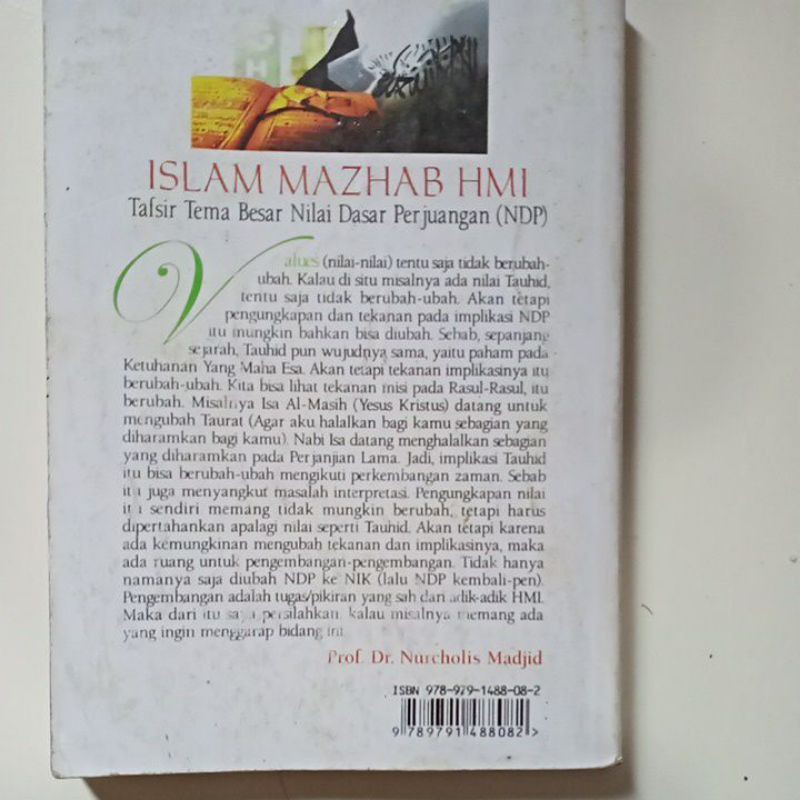 ISLAM MAZHAB HMI
Tafsir Tema Besar Nilai Dasar Perjuangan (NDP)
Values (nilai-nilai) tentu saja tidak berubah-
ubah. Kalau di situ misalnya ada nilai Tauhid,
tentu saja tidak berubah-ubah. Akan tetapi
pengungkapan dan tekanan pada implikasi NDP
itu mungkin bahkan bisa diubah. Sebab, sepanjang
sejarah, Tauhid pun wujudnya sama, yaitu paham pada
Ketuhanan Yang Maha Esa. Akan tetapi tekanan implikasinya itu
berubah-ubah. Kita bisa lihat tekanan misi pada Rasul-Rasul, itu
berubah. Misalnya Isa Al-Masih (Yesus Kristus) datang untuk
mengubah Taurat (Agar aku halalkan bagi kamu sebagian yang
diharamkan bagi kamu). Nabi Isa datang menghalalkan sebagian
yang diharamkan pada Perjanjian Lama. Jadi, implikasi Tauhid
itu bisa berubah-ubah mengikuti perkembangan zaman. Sebab
itu juga menyangkut masalah interpretasi. Pengungkapan nilai
itu sendiri memang tidak mungkin berubah, tetapi harus
dipertahankan apalagi nilai seperti Tauhid. Akan tetapi karena
ada kemungkinan mengubah tekanan dan implikasinya, maka
ada ruang untuk pengembangan-pengembangan. Tidak hanya
namanya saja diubah NDP ke NIK (lalu NDP kembali-pen).
Pengembangan adalah tugas/pikiran yang sah dari adik-adik HMI.
Maka dari itu saya persilahkan, kalau misalnya memang ada
yang ingin menggarap bidang ini.
Prof. Dr. Nurcholis Madjid
ISBN 978-979-1488-08-2
9 789791 488082 >